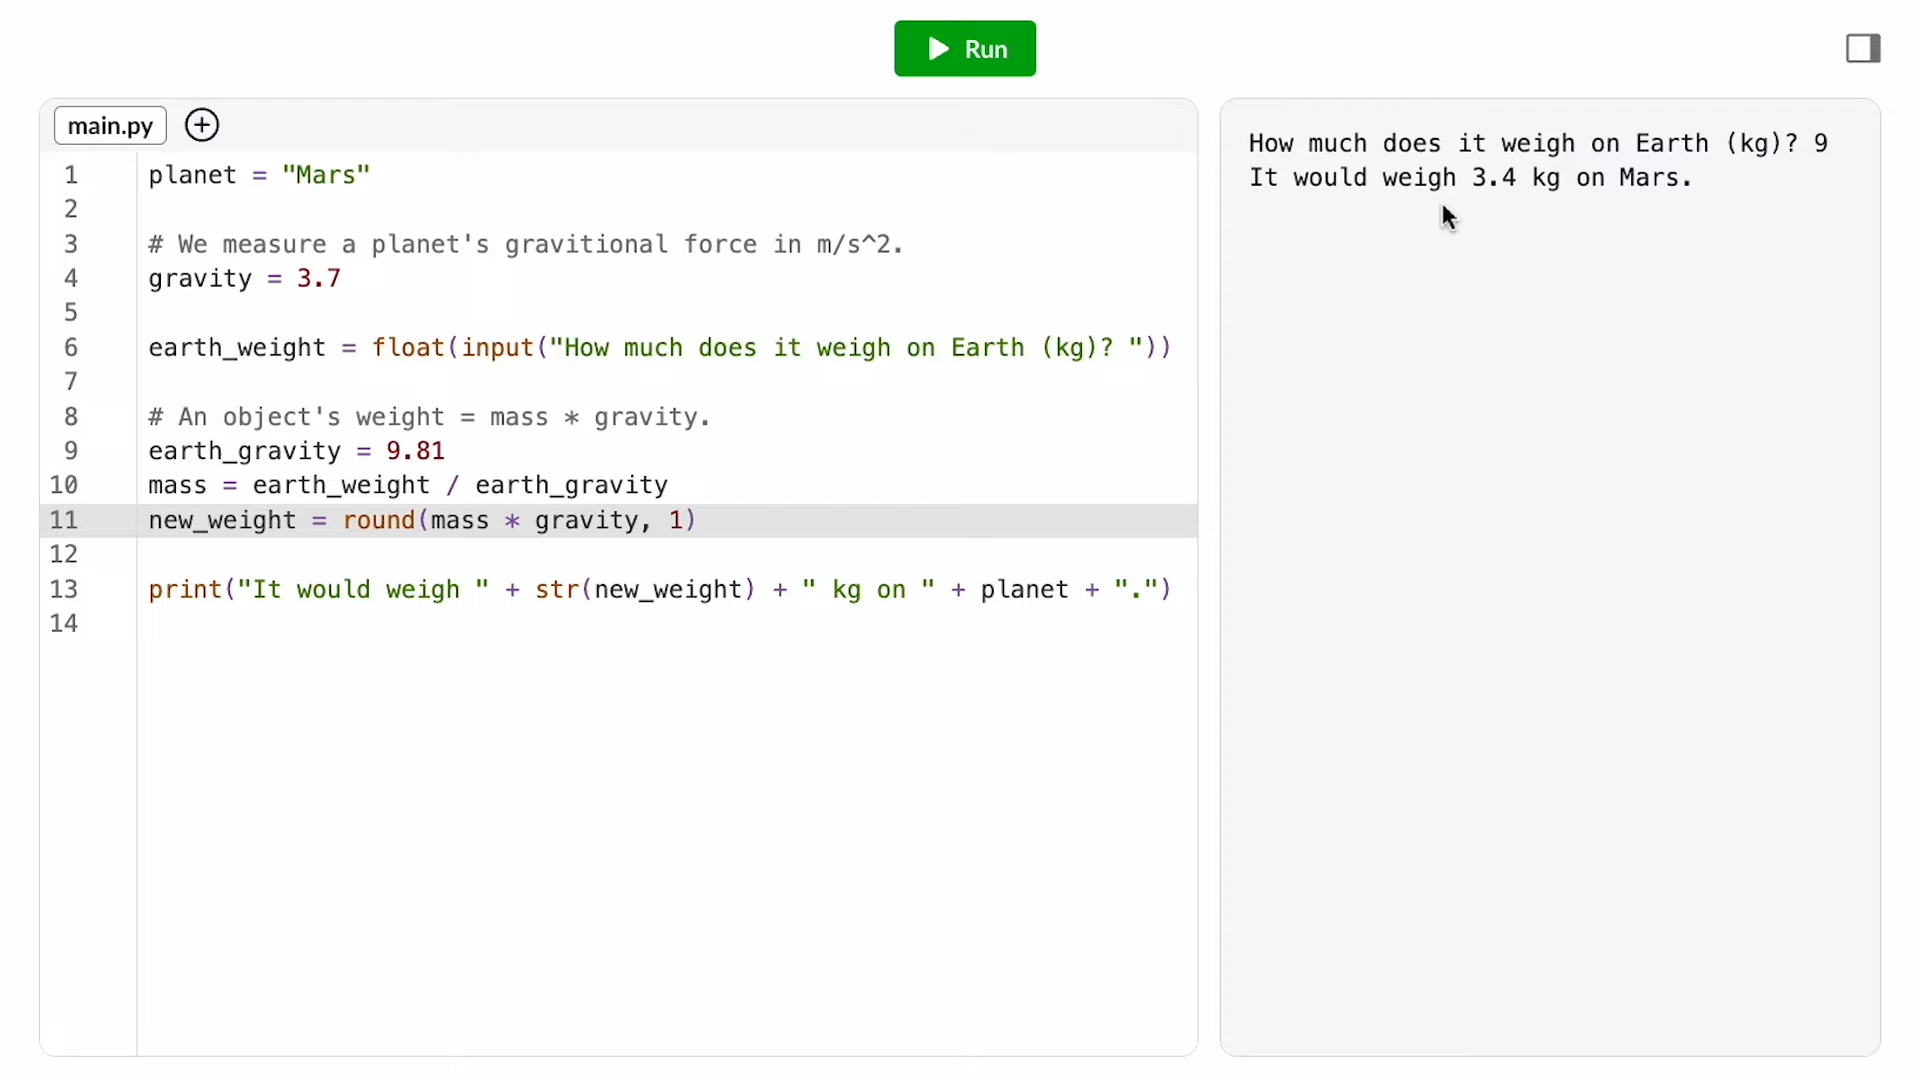 Run
main.py
1 planet = "Mars"
2
3 # We measure a planet's gravitional force in m/s^2.
4 gravity = 3.7
5
6 earth_weight = float(input("How much does it weigh on Earth (kg)? "))
7
8 # An object's weight = mass * gravity.
9 earth_gravity = 9.81
10 mass = earth_weight / earth_gravity
11 new_weight = round(mass * gravity, 1)
12
13 print("It would weigh " + str(new_weight) + " kg on " + planet + ".")
14
How much does it weigh on Earth (kg)? 9
It would weigh 3.4 kg on Mars.